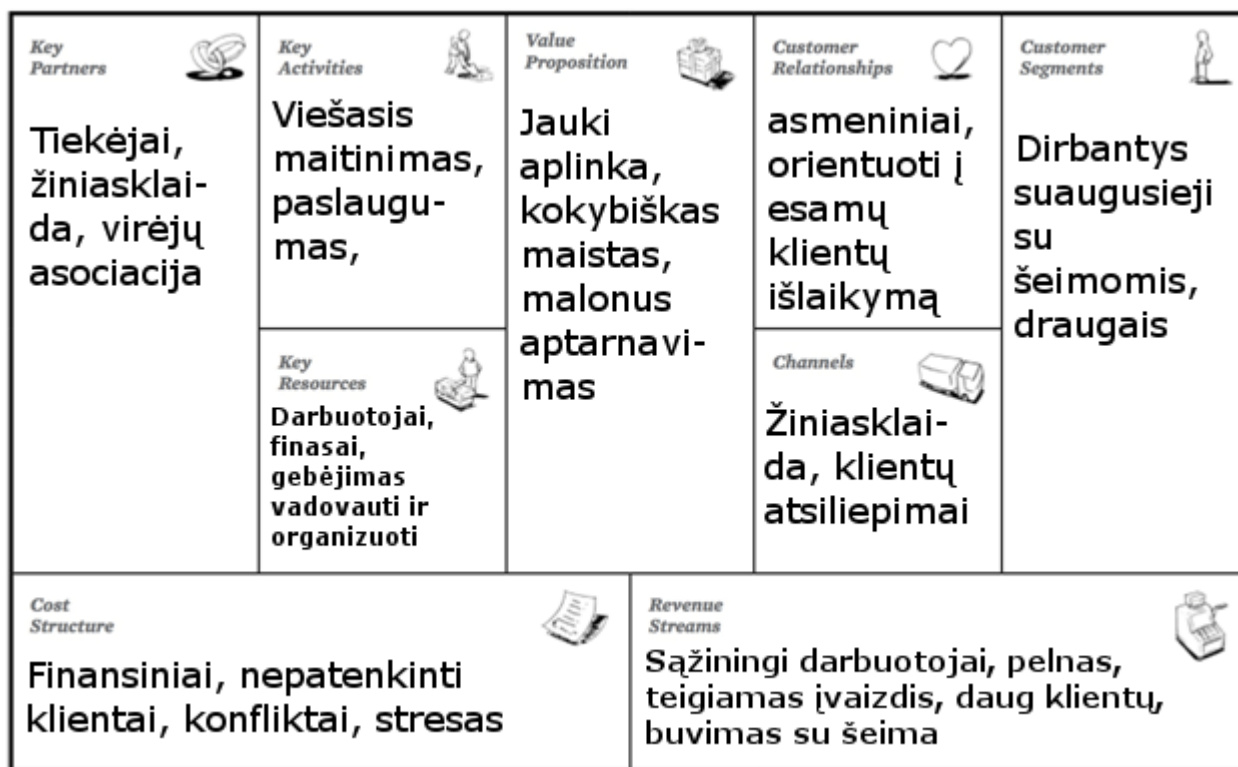 Key
Partners
Tiekėjai,
žiniasklai-
da, virėjų
asociacija
Key
Activities
Viešasis
maitinimas,
paslaugu-
mas,
Key
Resources
Darbuotojai,
finasai,
gebėjimas
vadovauti ir
organizuoti
Value
Proposition
Jauki
aplinka,
kokybiškas
maistas,
malonus
aptarnavi-
mas
Customer
Relationships
asmeniniai,
orientuoti į
esamų
klientų
išlaikymą
Channels
Žiniasklai-
da, klientų
atsiliepimai
Customer
Segments
Dirbantys
suaugusieji
su
šeimomis,
draugais
Cost
Structure
Finansiniai, nepatenkinti
klientai, konfliktai, stresas
Revenue
Streams
Sąžiningi darbuotojai, pelnas,
teigiamas įvaizdis, daug klientų,
buvimas su šeima